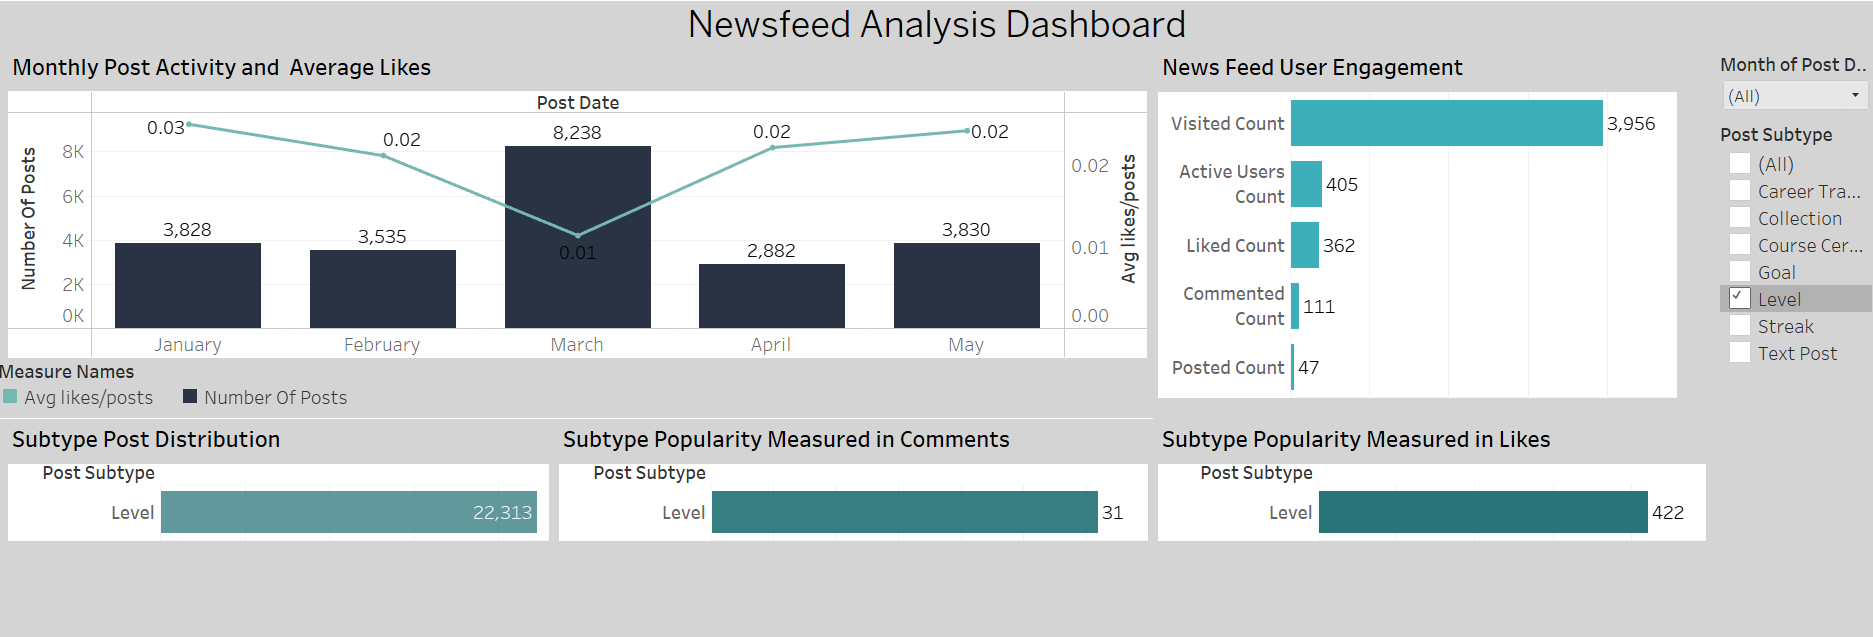 Newsfeed Analysis Dashboard
Monthly Post Activity and  Average Likes
Post Date
Number Of Posts
8K
6K
4K
2K
0K
0.03
0.02
8,238
0.02
0.02
3,828
3,535
0.01
2,882
3,830
0.02
0.01
0.00
Avg likes/posts
January
February
March
April
May
Measure Names
Avg likes/posts
Number Of Posts
News Feed User Engagement
Visited Count
3,956
Active Users
Count
405
Liked Count
362
Commented
Count
111
Posted Count
47
Month of Post D..
(All)
Post Subtype
(All)
Career Tra...
Collection
Course Cer...
Goal
Level
Streak
Text Post
Subtype Post Distribution
Post Subtype
Level
22,313
Subtype Popularity Measured in Comments
Post Subtype
Level
31
Subtype Popularity Measured in Likes
Post Subtype
Level
422